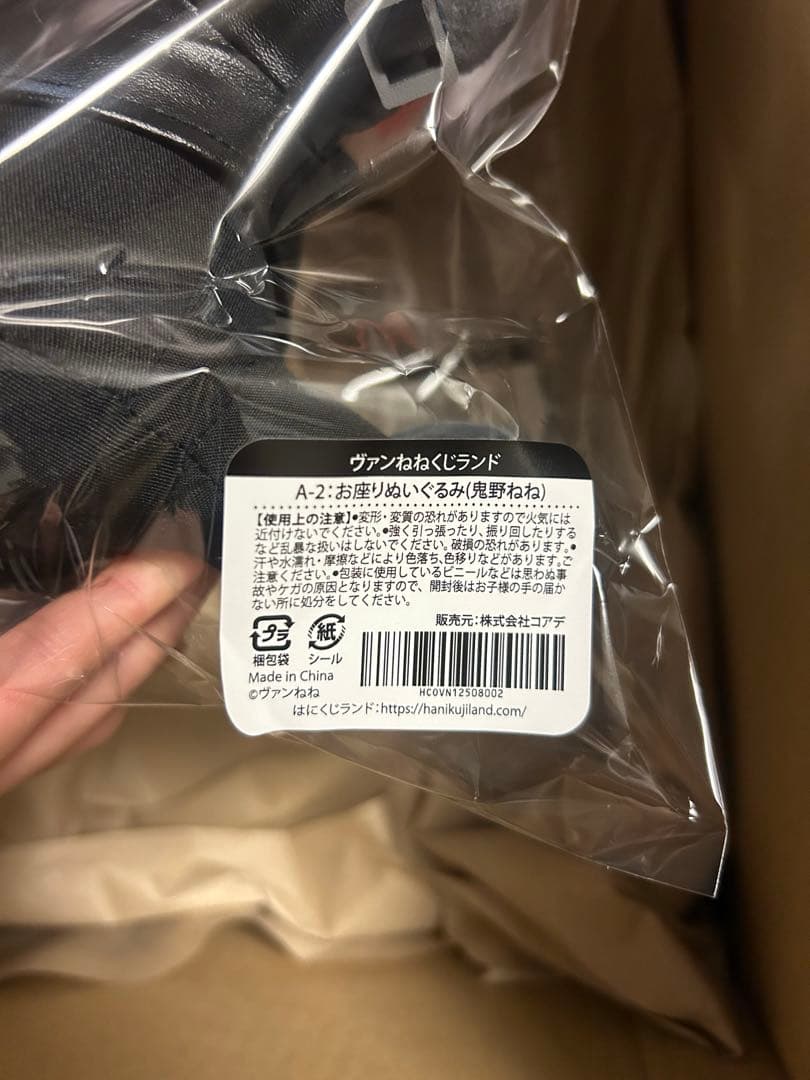 ヴァンねねくじランド
A-2：お座りぬいぐるみ(鬼野ねね)
【使用上の注意】●変形・変質の恐れがありますので火気には
近付けないでください。●強く引っ張ったり、振り回したりする
など乱暴な扱いはしないでください。破損の恐れがあります。●
汗や水濡れ・摩擦などにより色落ち、色移りなどがあります。ご
注意ください。●包装に使用しているビニールなどは思わぬ事
故やケガの原因となりますので、開封後はお子様の手の届か
ない所に処分をしてください。
販売元：株式会社コアデ
プラ 紙
梱包袋 シール
Made in China
©ヴァンねね
HC0VN12508002
はにくじランド：https://hanikujiland.com/